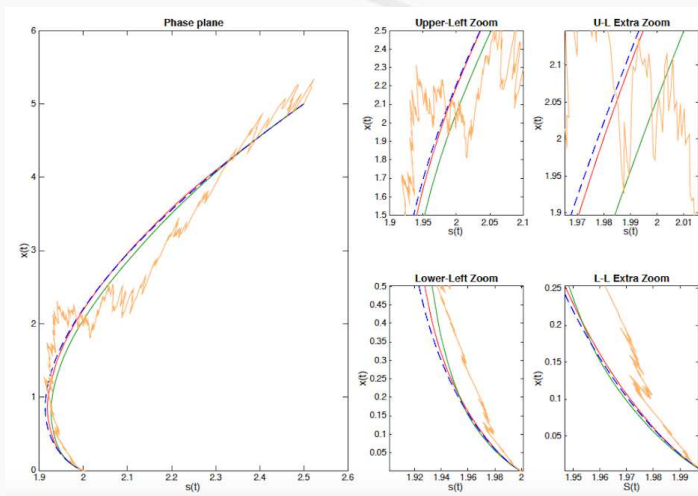 Phase plane
6
5
4
3
2
1
0
x(t)
1.9 2 2.1 2.2 2.3 2.4 2.5 2.6
s(t)
Upper-Left Zoom
2.5
2.4
2.3
2.2
2.1
2
1.9
1.8
1.7
1.6
1.5
x(t)
1.95 2 2.05 2.1
s(t)
U-L Extra Zoom
2.1
2.05
2
1.95
1.9
x(t)
1.97 1.98 1.99 2 2.01
s(t)
Lower-Left Zoom
0.5
0.45
0.4
0.35
0.3
0.25
0.2
0.15
0.1
0.05
x(t)
1.92 1.94 1.96 1.98 2
s(t)
L-L Extra Zoom
0.25
0.2
0.15
0.1
0.05
x(t)
1.95 1.96 1.97 1.98 1.99
S(t)